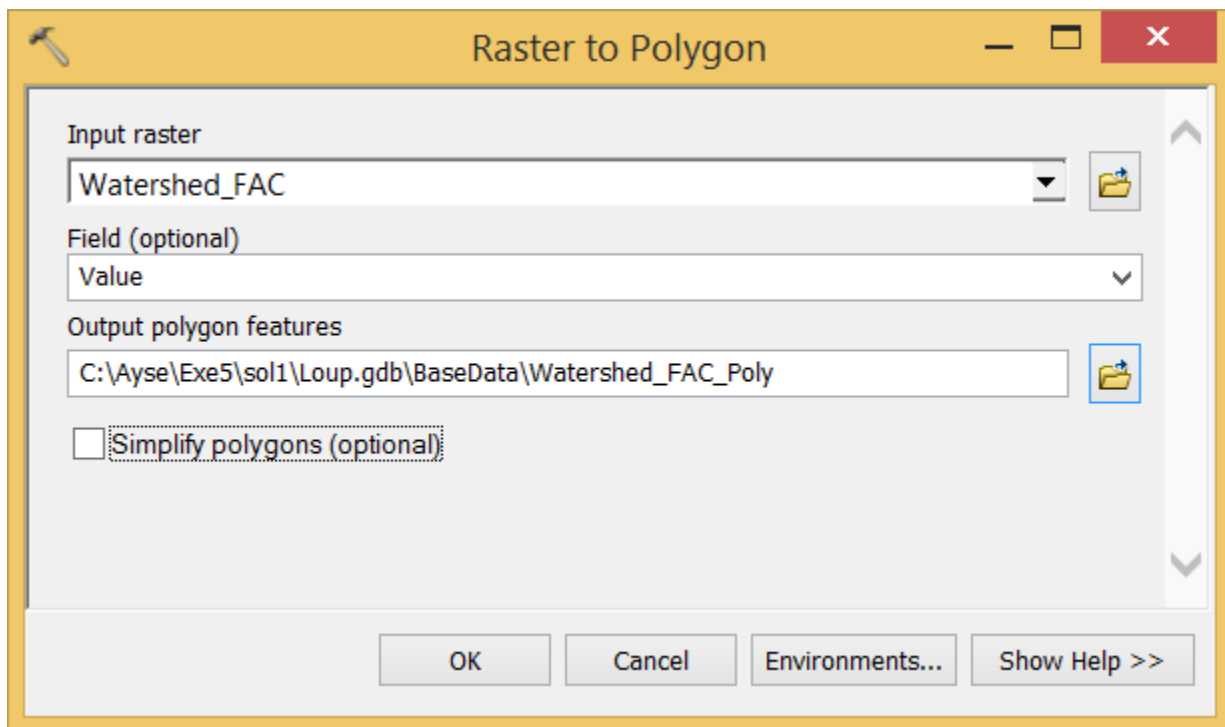 Raster to Polygon
Input raster
Watershed_FAC
Field (optional)
Value
Output polygon features
C:\Ayse\Exe5\sol1\Loup.gdb\BaseData\Watershed_FAC_Poly
Simplify polygons (optional)
OK Cancel Environments... Show Help >>